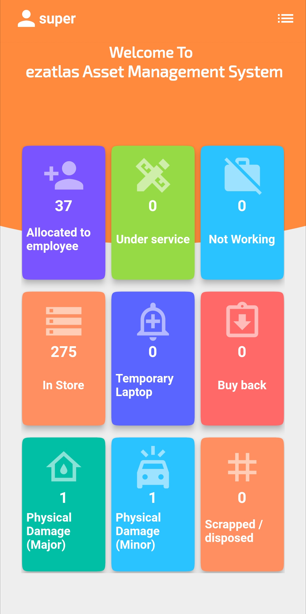 super
Welcome To
ezatlas Asset Management System
37
Allocated to
employee
0
Under service
0
Not Working
275
In Store
0
Temporary
Laptop
0
Buy back
1
Physical
Damage
(Major)
1
Physical
Damage
(Minor)
0
Scrapped /
disposed